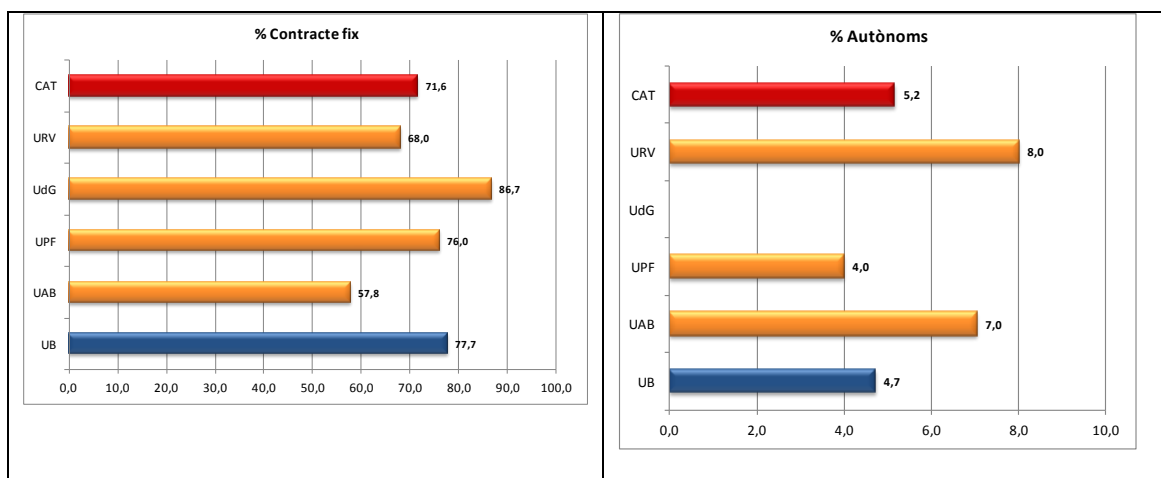 % Contracte fix
CAT 71,6
URV 68,0
UdG 86,7
UPF 76,0
UAB 57,8
UB 77,7
0,0 10,0 20,0 30,0 40,0 50,0 60,0 70,0 80,0 90,0 100,0
% Autònoms
CAT 5,2
URV 8,0
UdG
UPF 4,0
UAB 7,0
UB 4,7
0,0 2,0 4,0 6,0 8,0 10,0